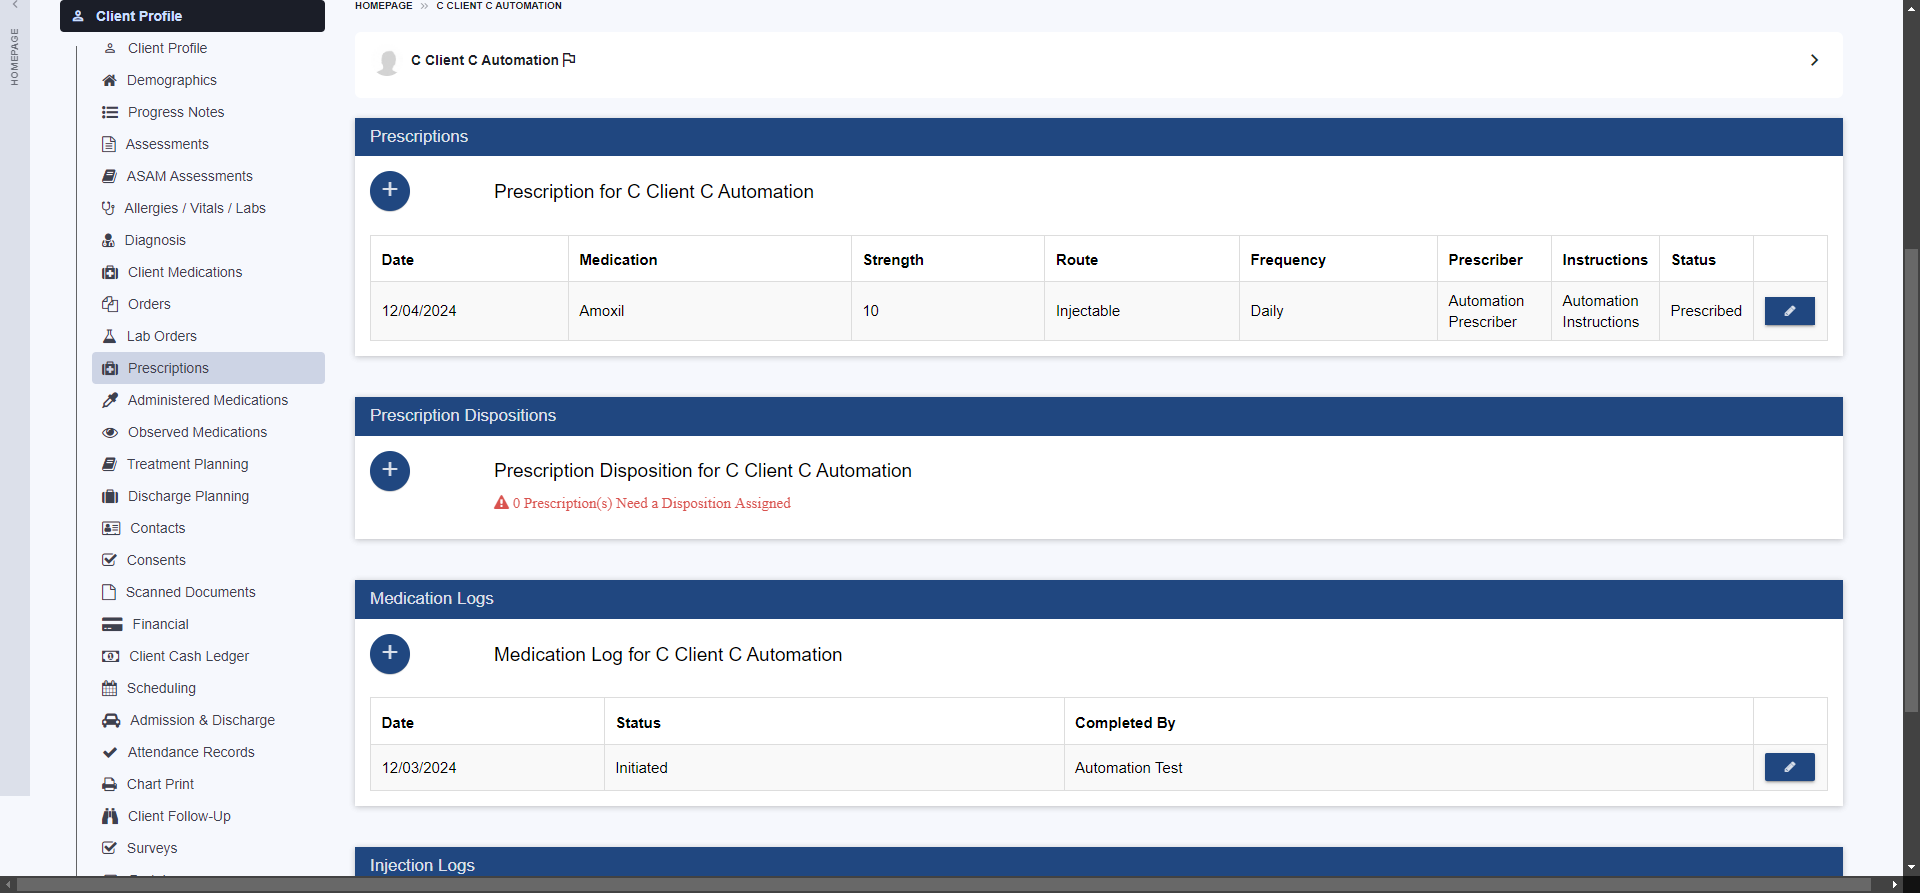 HOMEPAGE
Client Profile
Client Profile
Demographics
Progress Notes
Assessments
ASAM Assessments
Allergies / Vitals / Labs
Diagnosis
Client Medications
Orders
Lab Orders
Prescriptions
Administered Medications
Observed Medications
Treatment Planning
Discharge Planning
Contacts
Consents
Scanned Documents
Financial
Client Cash Ledger
Scheduling
Admission & Discharge
Attendance Records
Chart Print
Client Follow-Up
Surveys
HOMEPAGE » C CLIENT C AUTOMATION
C Client C Automation
Prescriptions
Prescription for C Client C Automation
Date Medication Strength Route Frequency Prescriber Instructions Status
12/04/2024 Amoxil 10 Injectable Daily Automation Prescriber Automation Instructions Prescribed
Prescription Dispositions
Prescription Disposition for C Client C Automation
0 Prescription(s) Need a Disposition Assigned
Medication Logs
Medication Log for C Client C Automation
Date Status Completed By
12/03/2024 Initiated Automation Test
Injection Logs